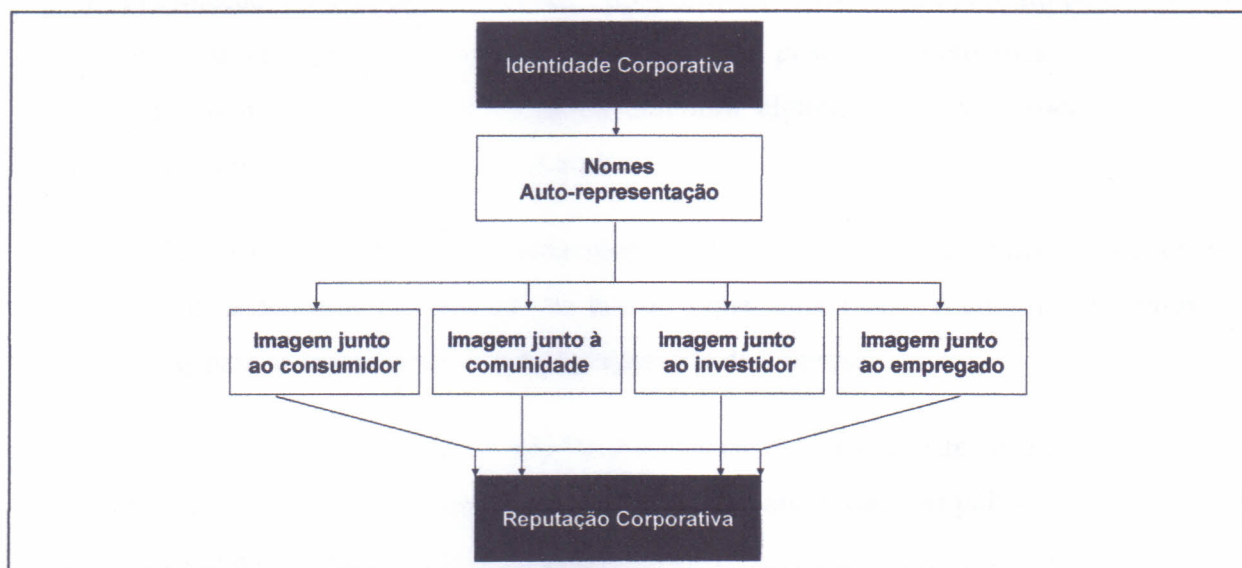 Identidade Corporativa
Nomes
Auto-representação
Imagem junto
ao consumidor
Imagem junto à
comunidade
Imagem junto
ao investidor
Imagem junto
ao empregado
Reputação Corporativa